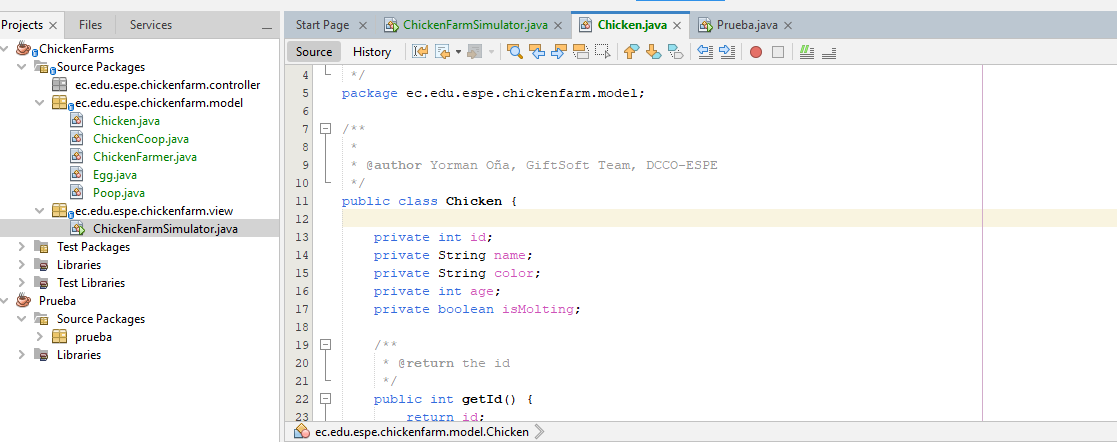 Projects
Files
Services
ChickenFarms
Source Packages
ec.edu.espe.chickenfarm.controller
ec.edu.espe.chickenfarm.model
Chicken.java
ChickenCoop.java
ChickenFarmer.java
Egg.java
Poop.java
ec.edu.espe.chickenfarm.view
ChickenFarmSimulator.java
Test Packages
Libraries
Test Libraries
Prueba
Source Packages
prueba
Libraries
Start Page
ChickenFarmSimulator.java
Chicken.java
Prueba.java
Source
History
4 */
5 package ec.edu.espe.chickenfarm.model;
6
7 /**
8 *
9 * @author Yorman Oña, GiftSoft Team, DCCO-ESPE
10 */
11 public class Chicken {
12
13 private int id;
14 private String name;
15 private String color;
16 private int age;
17 private boolean isMolting;
18
19 /**
20 * @return the id
21 */
22 public int getId() {
23 return id;
ec.edu.espe.chickenfarm.model.Chicken